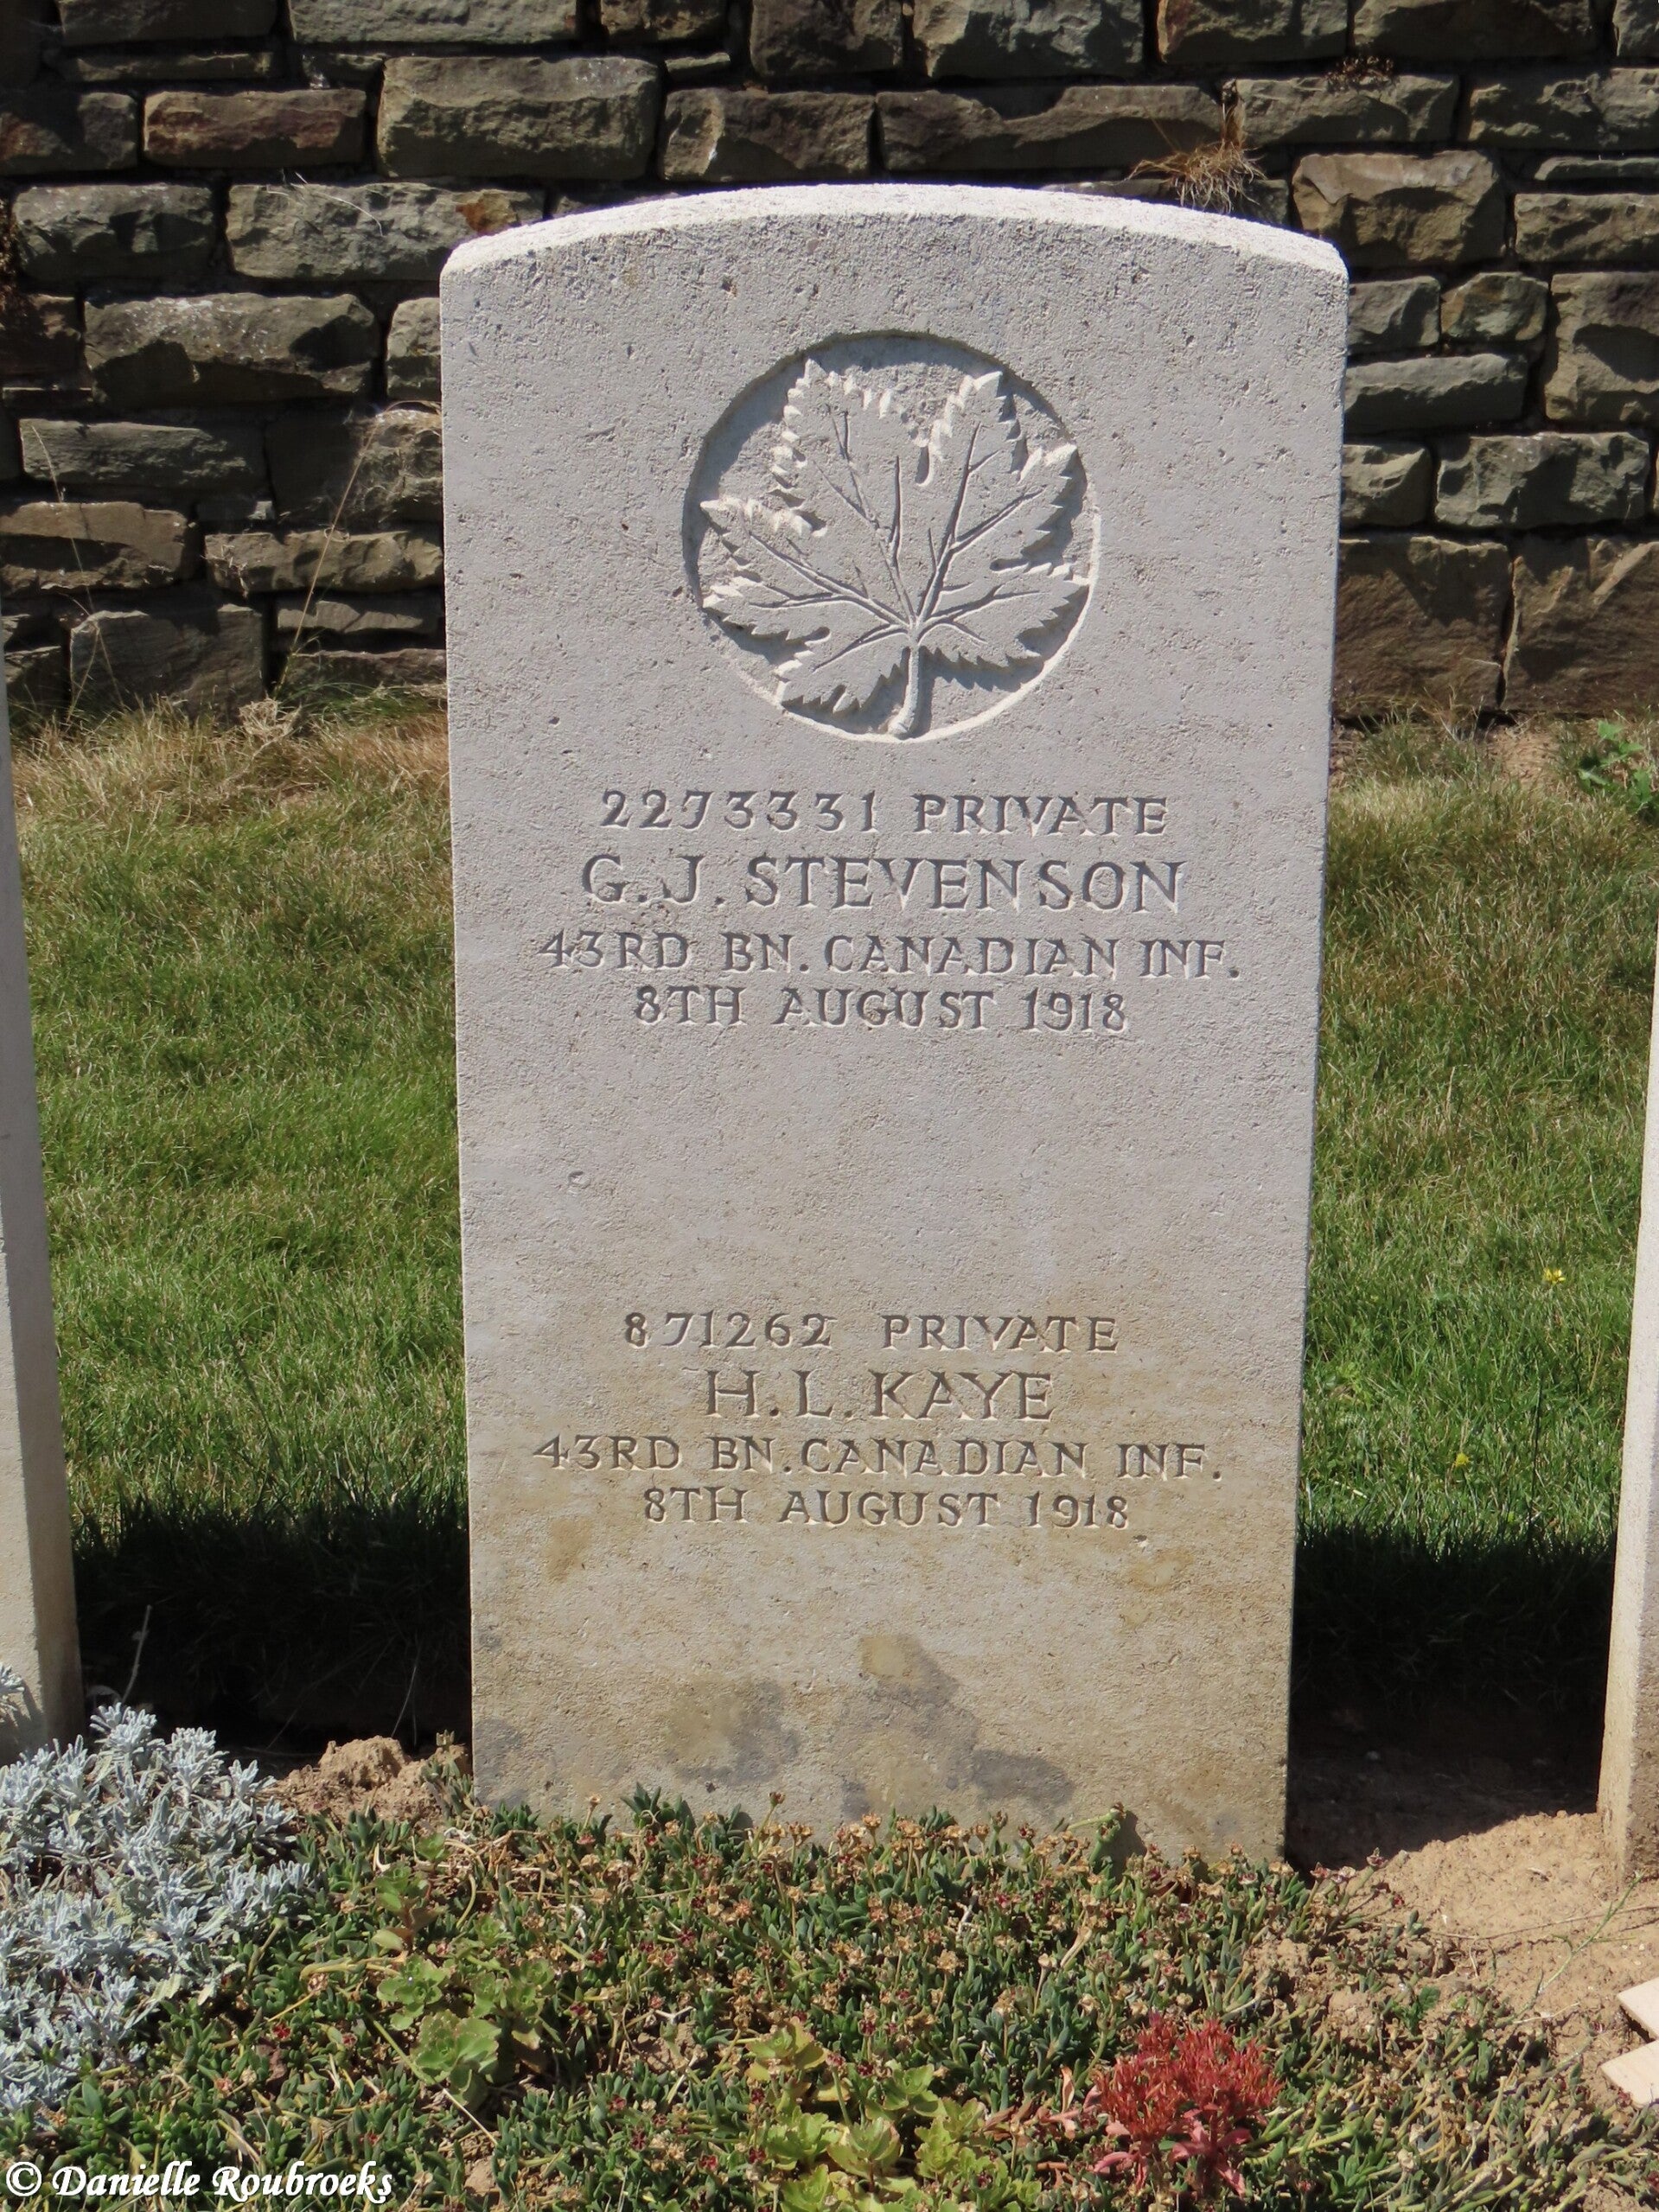 2273331 PRIVATE
G. J. STEVENSON
43RD BN. CANADIAN INF.
8TH AUGUST 1918
871262 PRIVATE
H. L. KAYE
43RD BN. CANADIAN INF.
8TH AUGUST 1918
© Danielle Roubroeks